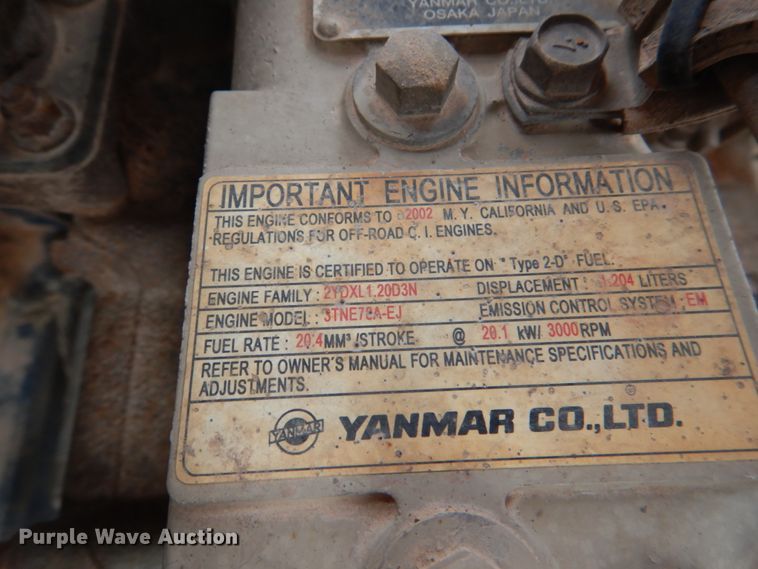 YANMAR CO.,LTD.
OSAKA JAPAN
IMPORTANT ENGINE INFORMATION
THIS ENGINE CONFORMS TO 2002 M.Y. CALIFORNIA AND U.S. EPA
REGULATIONS FOR OFF-ROAD C.I. ENGINES.
THIS ENGINE IS CERTIFIED TO OPERATE ON "Type 2-D" FUEL.
ENGINE FAMILY : 2YDXL1.20D3N DISPLACEMENT : 1.204 LITERS
ENGINE MODEL : 3TNE78A-EJ EMISSION CONTROL SYSTEM : EM
FUEL RATE : 20.4MM³/STROKE @ 20.1 kW/ 3000RPM
REFER TO OWNER'S MANUAL FOR MAINTENANCE SPECIFICATIONS AND
ADJUSTMENTS.
YANMAR YANMAR CO.,LTD.
Purple Wave Auction